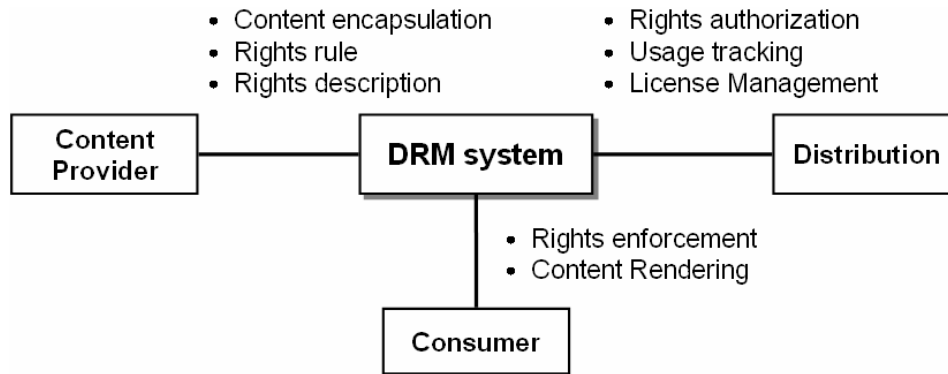 • Content encapsulation
• Rights rule
• Rights description
• Rights authorization
• Usage tracking
• License Management
Content
Provider
DRM system
Distribution
• Rights enforcement
• Content Rendering
Consumer